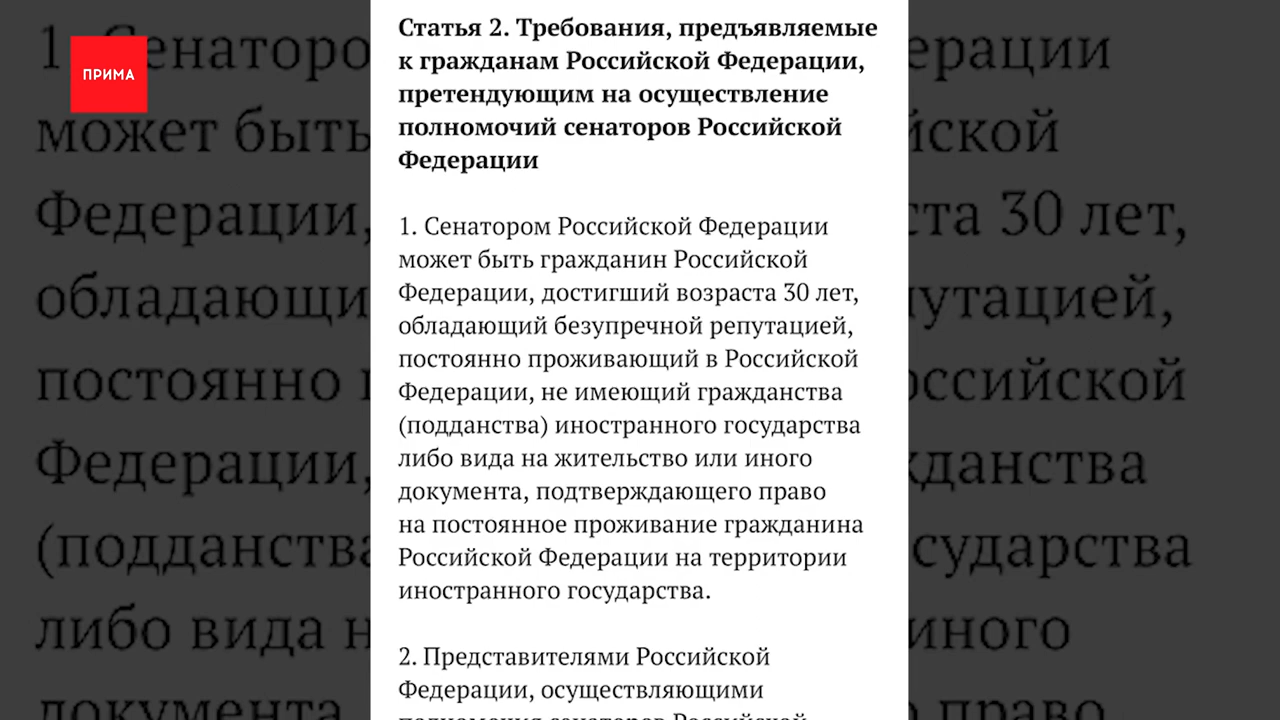 ПРИМА
Статья 2. Требования, предъявляемые
к гражданам Российской Федерации,
претендующим на осуществление
полномочий сенаторов Российской
Федерации
1. Сенатором Российской Федерации
может быть гражданин Российской
Федерации, достигший возраста 30 лет,
обладающий безупречной репутацией,
постоянно проживающий в Российской
Федерации, не имеющий гражданства
(подданства) иностранного государства
либо вида на жительство или иного
документа, подтверждающего право
на постоянное проживание гражданина
Российской Федерации на территории
иностранного государства.
2. Представителями Российской
Федерации, осуществляющими
полномочия сенаторов Российской